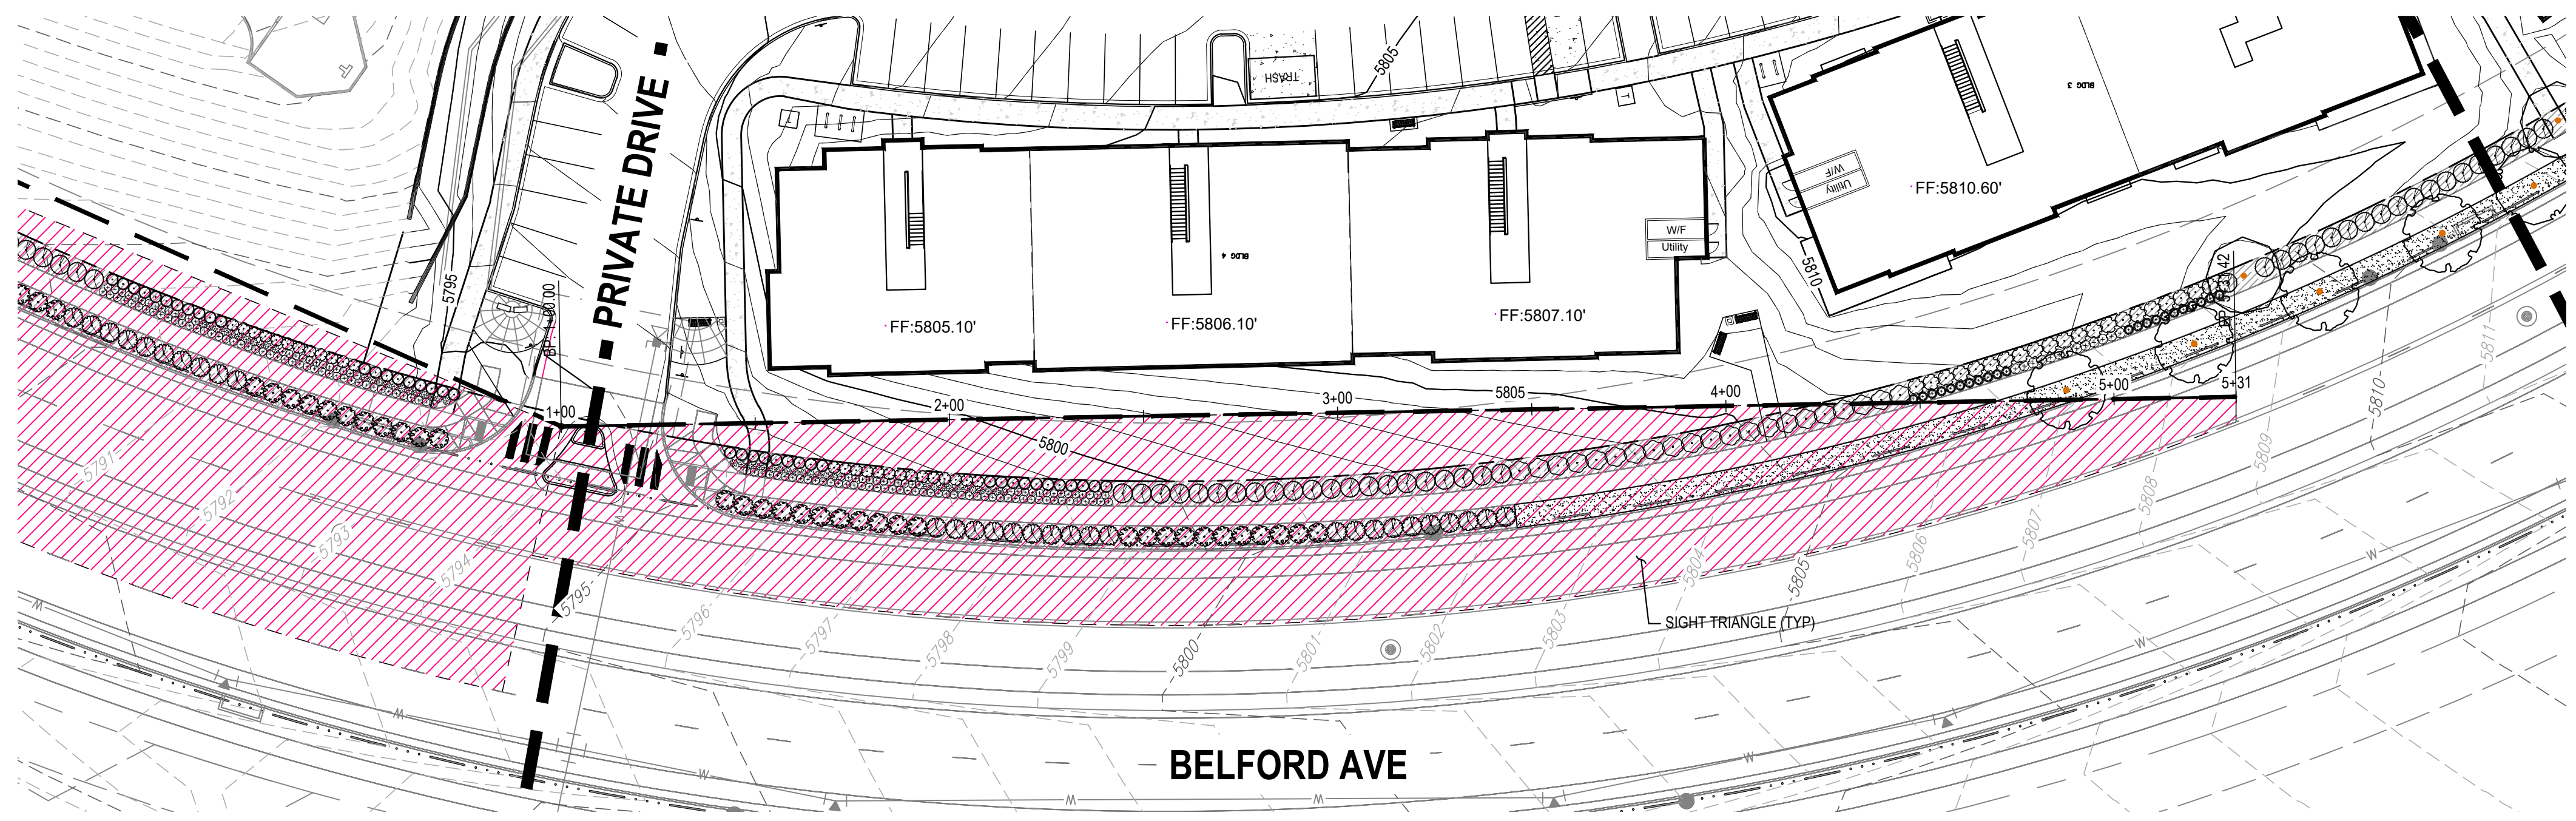 TRASH
5805
BLDG 3
PRIVATE DRIVE
W/F
Utility
FF:5810.60'
W/F
Utility
BLDG 4
5795
5810
BP: 1+00.00
FF:5805.10'
FF:5806.10'
FF:5807.10'
1+00
2+00
3+00
5805
4+00
5+00
5+31
5800
5791
5792
5793
5794
5795
5796
5797
5798
5799
5800
5801
5802
5803
5804
5805
5806
5807
5808
5809
5810
5811
SIGHT TRIANGLE (TYP)
BELFORD AVE
W
W
W
W
W
W
W
W
W
T
T